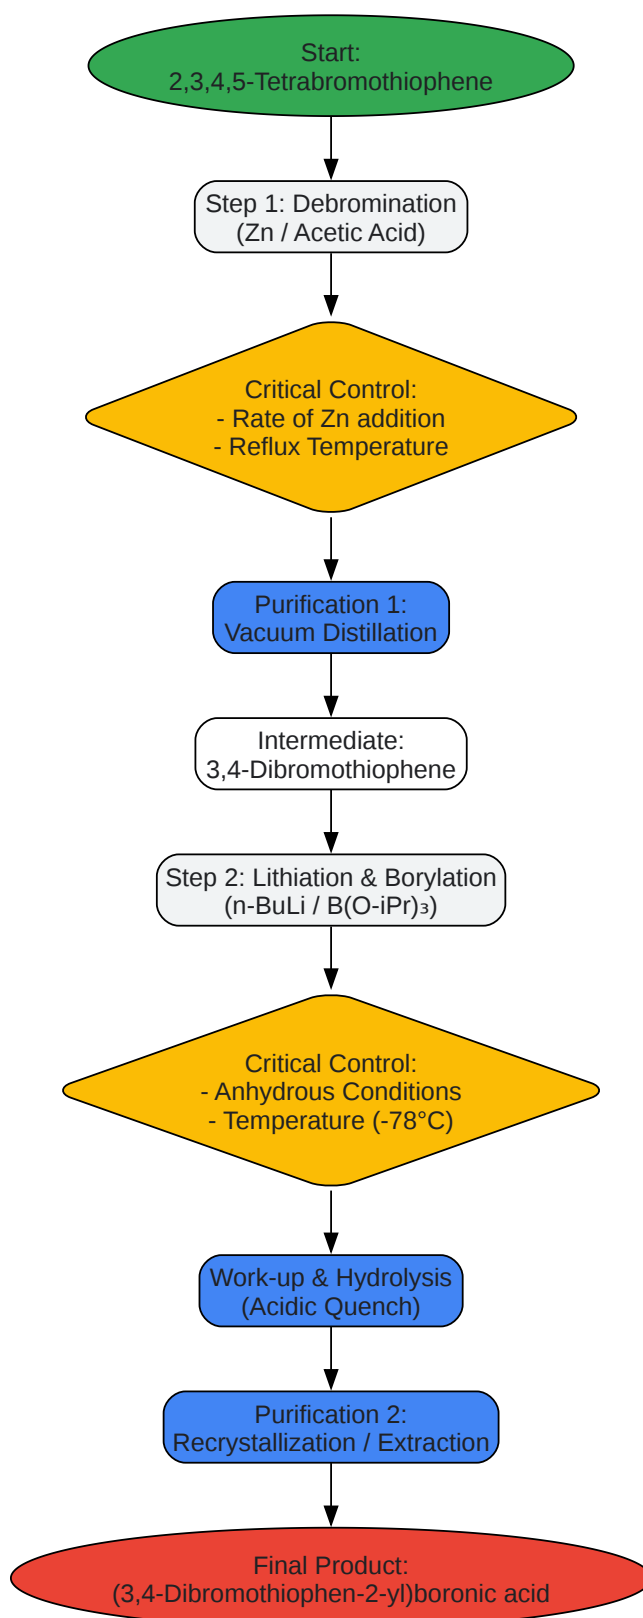 Start:
2,3,4,5-Tetrabromothiophene
Step 1: Debromination
(Zn / Acetic Acid)
Critical Control:
- Rate of Zn addition
- Reflux Temperature
Purification 1:
Vacuum Distillation
Intermediate:
3,4-Dibromothiophene
Step 2: Lithiation & Borylation
(n-BuLi / B(O-iPr)₃)
Critical Control:
- Anhydrous Conditions
- Temperature (-78°C)
Work-up & Hydrolysis
(Acidic Quench)
Purification 2:
Recrystallization / Extraction
Final Product:
(3,4-Dibromothiophen-2-yl)boronic acid